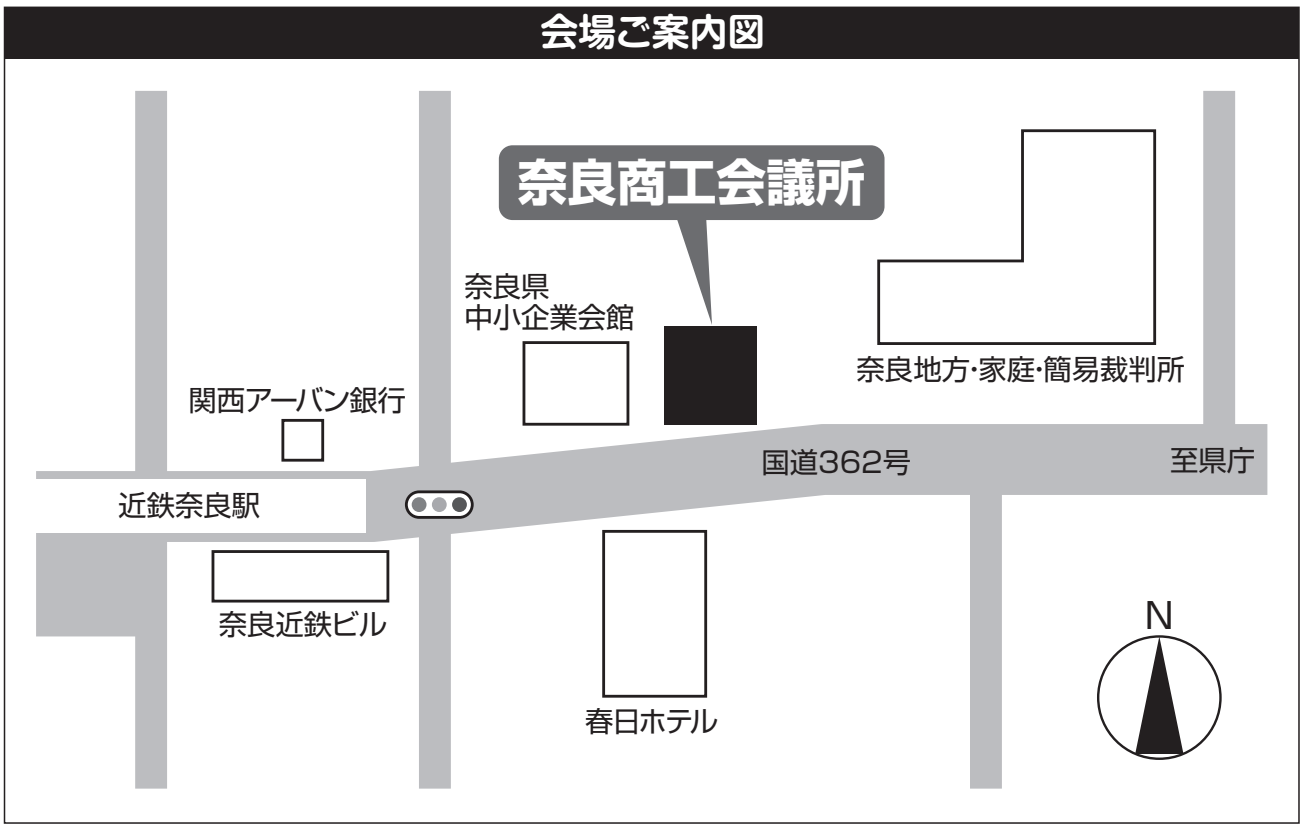 会場ご案内図
奈良商工会議所
奈良県
中小企業会館
奈良地方・家庭・簡易裁判所
関西アーバン銀行
国道362号
至県庁
近鉄奈良駅
奈良近鉄ビル
春日ホテル
N